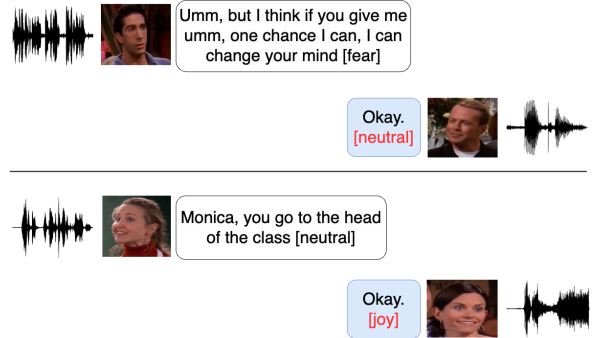 Umm, but I think if you give me
umm, one chance I can, I can
change your mind [fear]
Okay.
[neutral]
Monica, you go to the head
of the class [neutral]
Okay.
[joy]